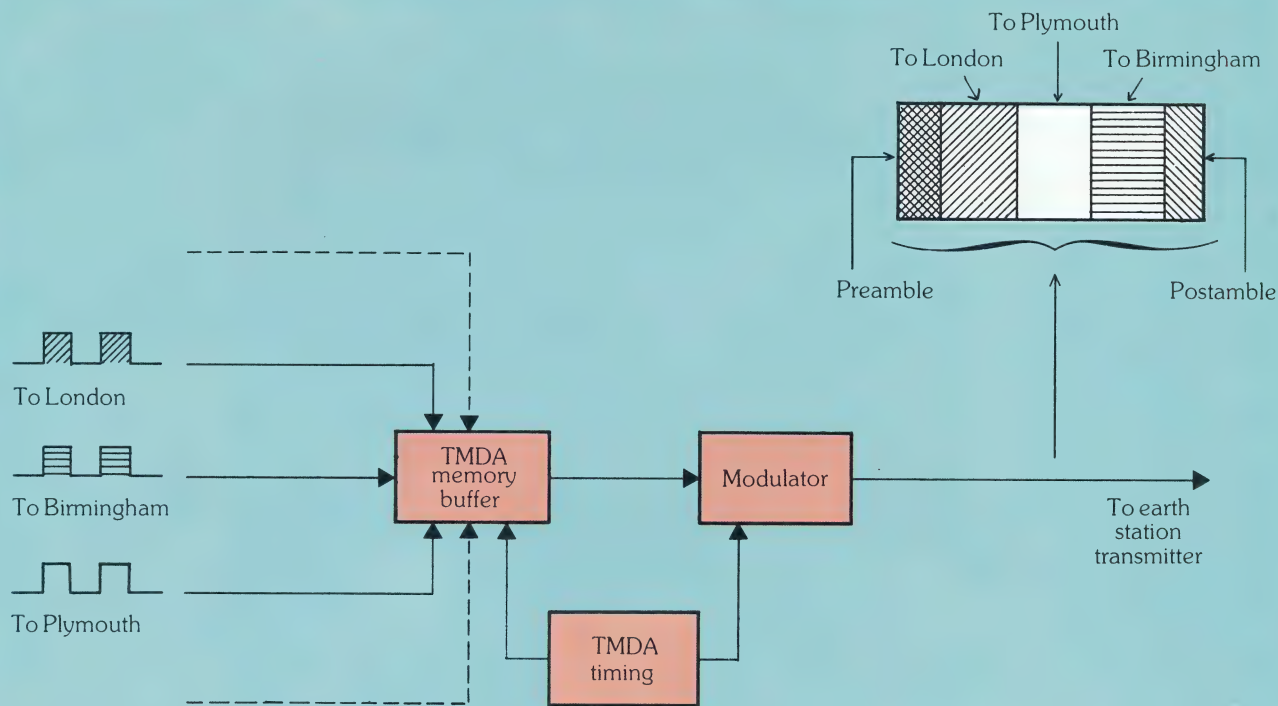 To Plymouth
To London
To Birmingham
Preamble
Postamble
To London
To Birmingham
To Plymouth
TMDA
memory
buffer
Modulator
TMDA
timing
To earth
station
transmitter